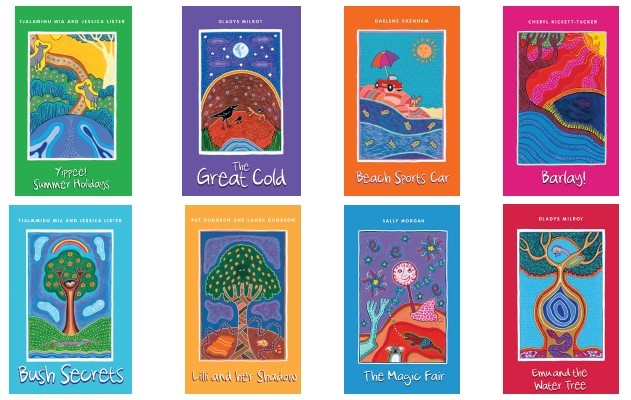 TJALAMINU MIA AND JESSICA LISTER
Yippee!
Summer Holidays
GLADYS MILROY
The
Great Cold
DARLENE OXENHAM
Beach Sports Car
CHERYL KICKETT-TUCKER
Barlay!
TJALAMINU MIA AND JESSICA LISTER
Bush Secrets
PAT DUDGEON AND LAURA DUDGEON
Lilli and her Shadow
SALLY MORGAN
The Magic Fair
GLADYS MILROY
Emu and the
Water Tree